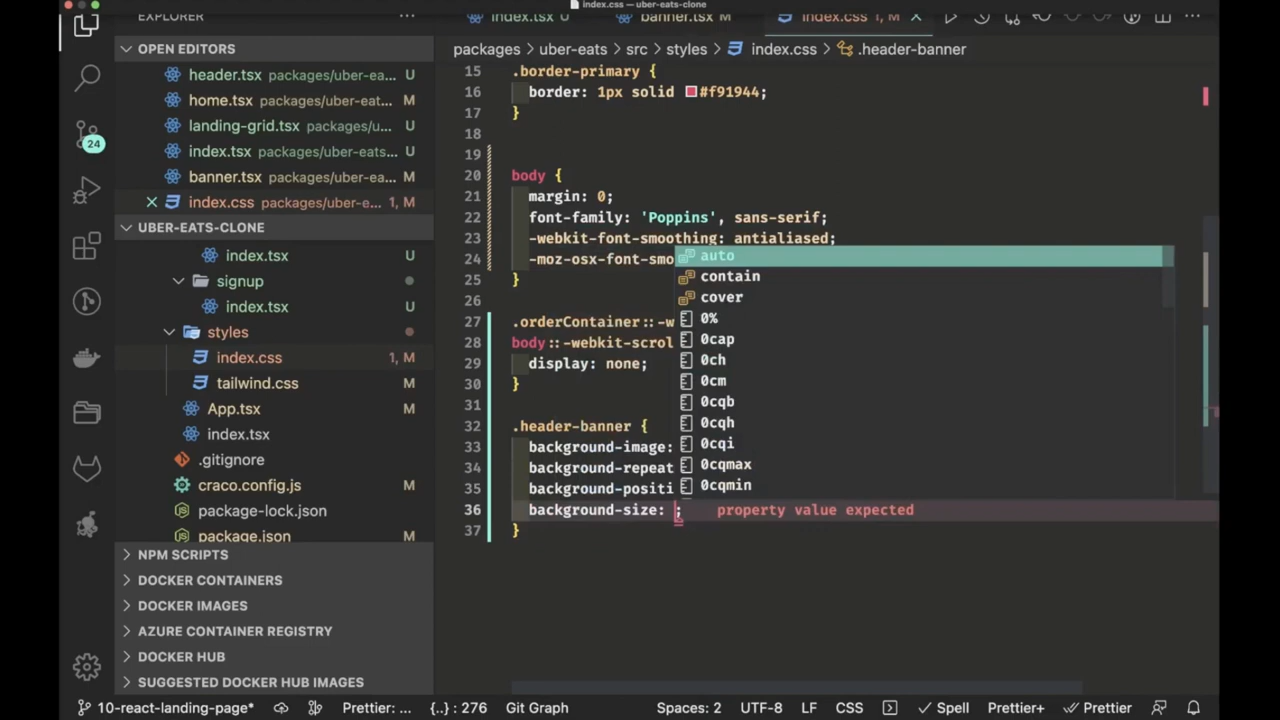 index.css — uber-eats-clone
EXPLORER
index.tsx U
banner.tsx M
index.css 1, M
OPEN EDITORS
header.tsx packages/uber-ea... U
home.tsx packages/uber-eat... M
landing-grid.tsx packages/u... U
index.tsx packages/uber-eats... U
banner.tsx packages/uber-e... M
index.css packages/uber-e... 1, M
UBER-EATS-CLONE
index.tsx U
signup
index.tsx U
styles
index.css 1, M
tailwind.css M
App.tsx M
index.tsx
.gitignore
craco.config.js M
package-lock.json
package.json M
NPM SCRIPTS
DOCKER CONTAINERS
DOCKER IMAGES
AZURE CONTAINER REGISTRY
DOCKER HUB
SUGGESTED DOCKER HUB IMAGES
24
packages > uber-eats > src > styles > index.css > .header-banner
15 .border-primary {
16 border: 1px solid #f91944;
17 }
18
19
20 body {
21 margin: 0;
22 font-family: 'Poppins', sans-serif;
23 -webkit-font-smoothing: antialiased;
24 -moz-osx-font-smo
25 }
26
27 .orderContainer::-w
28 body::-webkit-scrol
29 display: none;
30 }
31
32 .header-banner {
33 background-image:
34 background-repeat
35 background-positi
36 background-size: ; property value expected
37 }
auto
contain
cover
0%
0cap
0ch
0cm
0cqb
0cqh
0cqi
0cqmax
0cqmin
10-react-landing-page* Prettier: ... {..} : 276 Git Graph Spaces: 2 UTF-8 LF CSS Spell Prettier+ Prettier